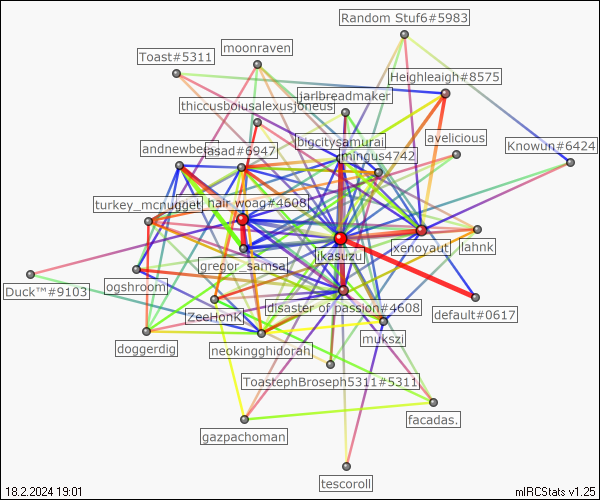 Random Stuf6#5983
moonraven
Toast#5311
Heighleaigh#8575
jarlbreadmaker
thiccusboiusalexusjoneus
avelicious
bigcitysamurai
Knowun#6424
andnewbe
asad#6947
mingus4742
turkey_mcnugget
hair woag#4608
jkasuzu
xenoyaut
lahnk
gregor_samsa
ogshroom
Duck™#9103
disaster of passion#4608
default#0617
ZeeHonK
mukszi
doggerdig
neokingghidorah
ToastephBroseph5311#5311
facadas.
gazpachoman
tescoroll
18.2.2024 19:01
mIRCStats v1.25